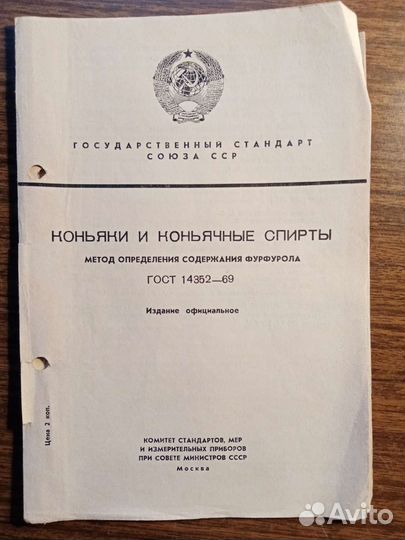 ГОСУДАРСТВЕННЫЙ СТАНДАРТ
СОЮЗА ССР
КОНЬЯКИ И КОНЬЯЧНЫЕ СПИРТЫ
МЕТОД ОПРЕДЕЛЕНИЯ СОДЕРЖАНИЯ ФУРФУРОЛА
ГОСТ 14352—69
Издание официальное
Цена 2 коп.
КОМИТЕТ СТАНДАРТОВ, МЕР
И ИЗМЕРИТЕЛЬНЫХ ПРИБОРОВ
ПРИ СОВЕТЕ МИНИСТРОВ СССР
Москва
Avito